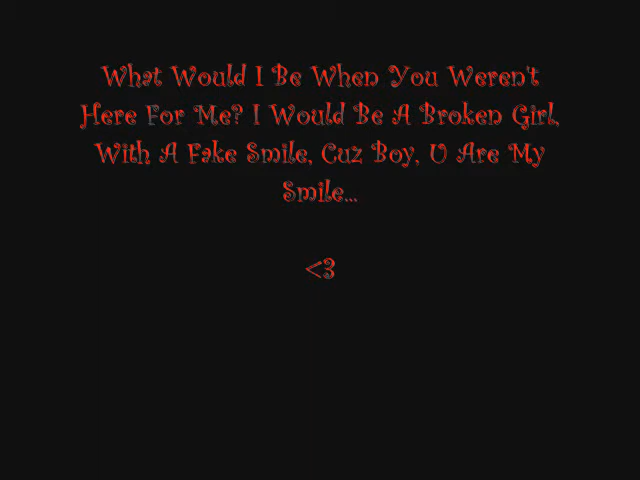 What Would I Be When You Weren't
Here For Me? I Would Be A Broken Girl,
With A Fake Smile, Cuz Boy, U Are My
Smile...
<3